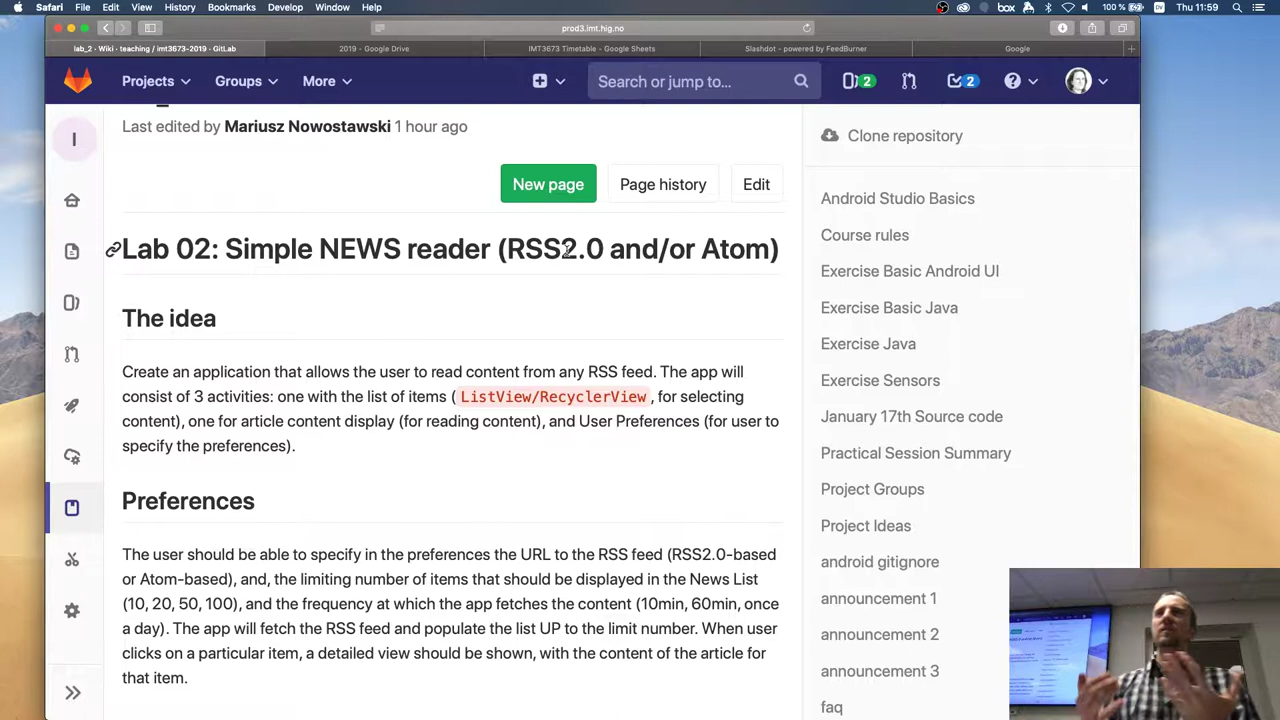 Safari File Edit View History Bookmarks Develop Window Help
box DV 100 % Thu 11:59
prod3.imt.hig.no
lab_2 · Wiki · teaching / imt3673-2019 · GitLab
2019 - Google Drive
IMT3673 Timetable - Google Sheets
Slashdot - powered by FeedBurner
Google
Projects Groups More
Search or jump to...
2
2
Last edited by Mariusz Nowostawski 1 hour ago
New page Page history Edit
Lab 02: Simple NEWS reader (RSS2.0 and/or Atom)
The idea
Create an application that allows the user to read content from any RSS feed. The app will
consist of 3 activities: one with the list of items ( ListView/RecyclerView , for selecting
content), one for article content display (for reading content), and User Preferences (for user to
specify the preferences).
Preferences
The user should be able to specify in the preferences the URL to the RSS feed (RSS2.0-based
or Atom-based), and, the limiting number of items that should be displayed in the News List
(10, 20, 50, 100), and the frequency at which the app fetches the content (10min, 60min, once
a day). The app will fetch the RSS feed and populate the list UP to the limit number. When user
clicks on a particular item, a detailed view should be shown, with the content of the article for
that item.
I
Clone repository
Android Studio Basics
Course rules
Exercise Basic Android UI
Exercise Basic Java
Exercise Java
Exercise Sensors
January 17th Source code
Practical Session Summary
Project Groups
Project Ideas
android gitignore
announcement 1
announcement 2
announcement 3
faq